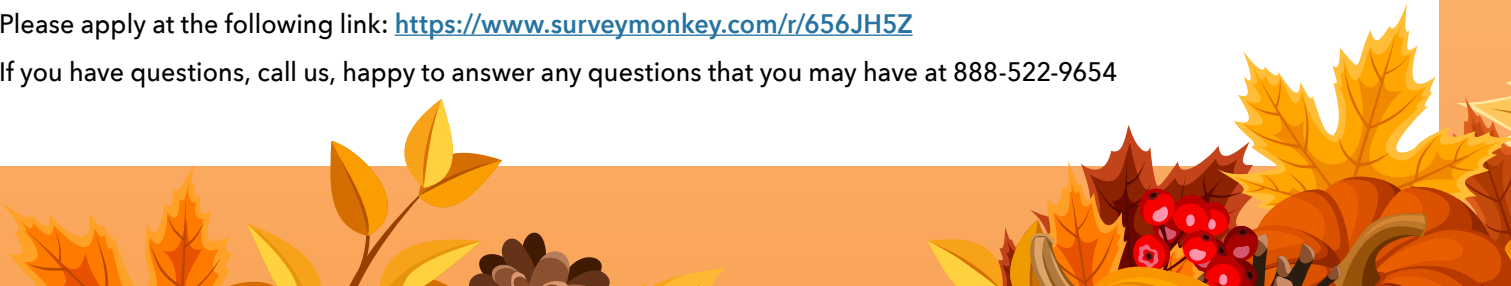 Please apply at the following link: https://www.surveymonkey.com/r/656JH5Z
If you have questions, call us, happy to answer any questions that you may have at 888-522-9654